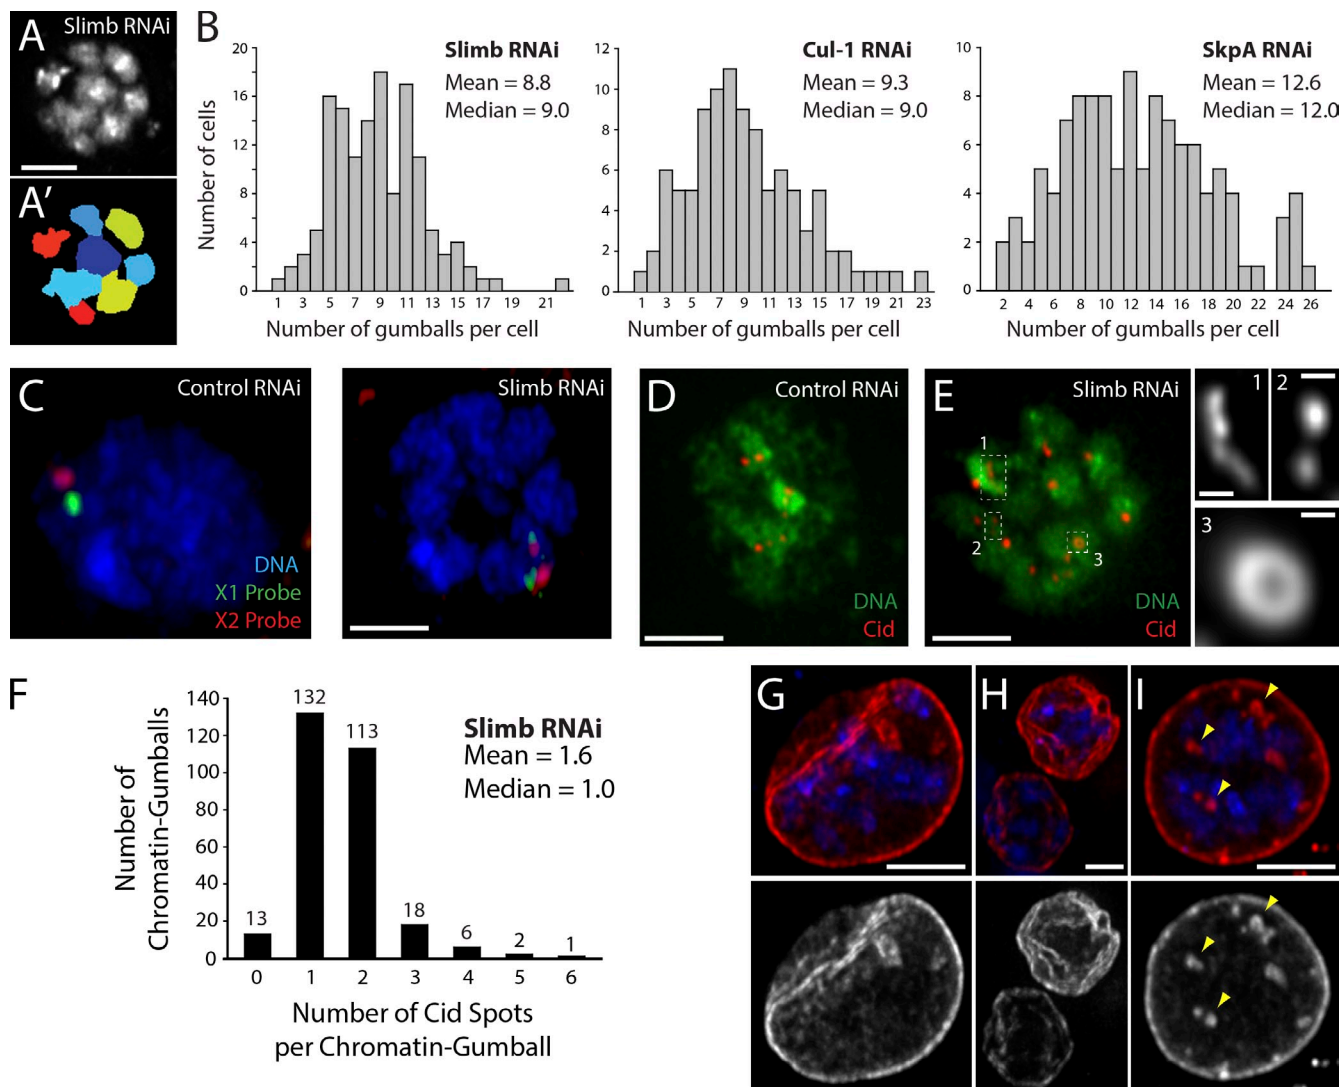 A
Slimb RNAi
A′
B
Slimb RNAi
Mean = 8.8
Median = 9.0
Number of cells
20
16
12
8
4
0
1 3 5 7 9 11 13 15 17 19 21
Number of gumballs per cell
Cul-1 RNAi
Mean = 9.3
Median = 9.0
12
10
8
6
4
2
0
1 3 5 7 9 11 13 15 17 19 21 23
Number of gumballs per cell
SkpA RNAi
Mean = 12.6
Median = 12.0
10
8
6
4
2
0
2 4 6 8 10 12 14 16 18 20 22 24 26
Number of gumballs per cell
C
Control RNAi
DNA
X1 Probe
X2 Probe
Slimb RNAi
D
Control RNAi
DNA
Cid
E
Slimb RNAi
1
2
3
DNA
Cid
1
2
3
F
Number of
Chromatin-Gumballs
140
120
100
80
60
40
20
0
13
132
113
18
6
2
1
Slimb RNAi
Mean = 1.6
Median = 1.0
0 1 2 3 4 5 6
Number of Cid Spots
per Chromatin-Gumball
G
H
I